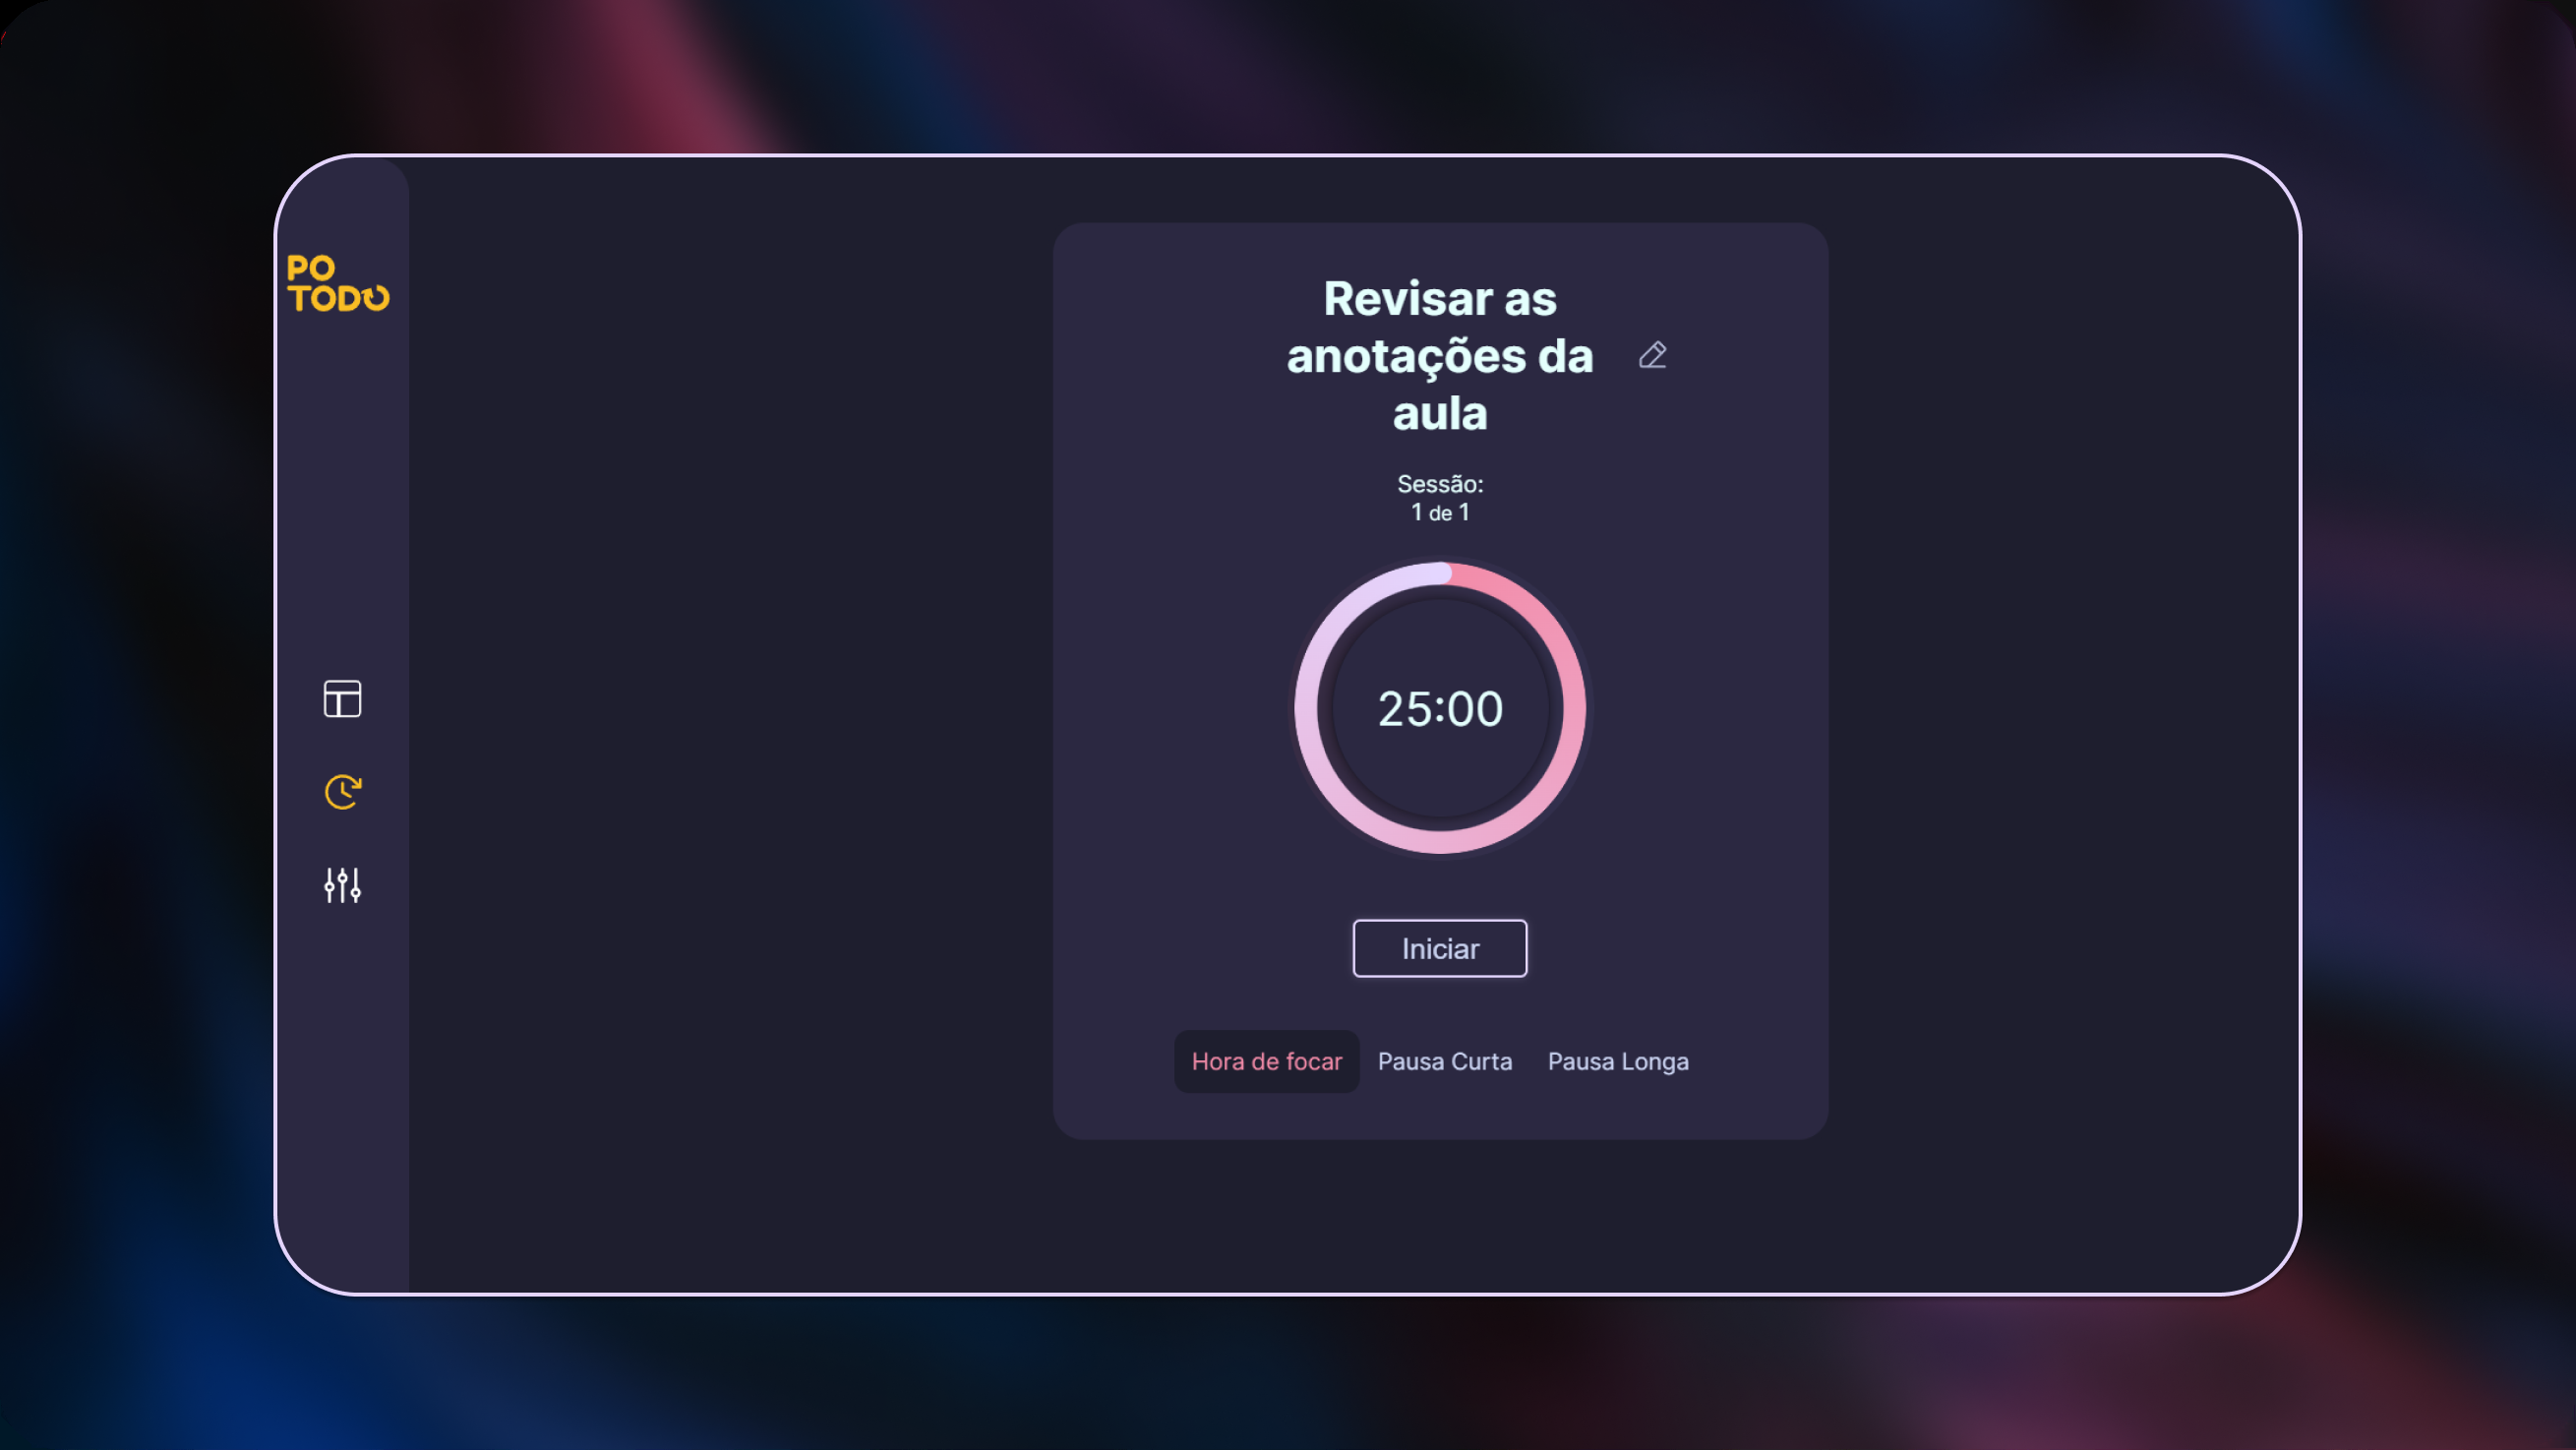 PO
TODO
Revisar as
anotações da
aula
Sessão:
1 de 1
25:00
Iniciar
Hora de focar
Pausa Curta
Pausa Longa